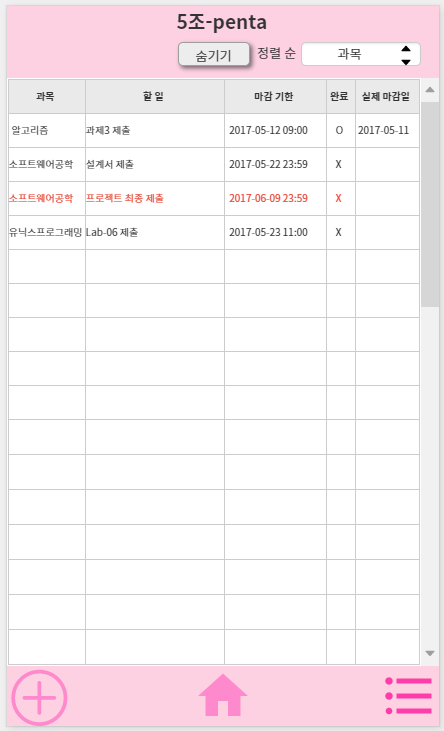 5조-penta
숨기기 정렬 순 과목
과목 할 일 마감 기한 완료 실제 마감일
알고리즘 과제3 제출 2017-05-12 09:00 O 2017-05-11
소프트웨어공학 설계서 제출 2017-05-22 23:59 X
소프트웨어공학 프로젝트 최종 제출 2017-06-09 23:59 X
유닉스프로그래밍 Lab-06 제출 2017-05-23 11:00 X